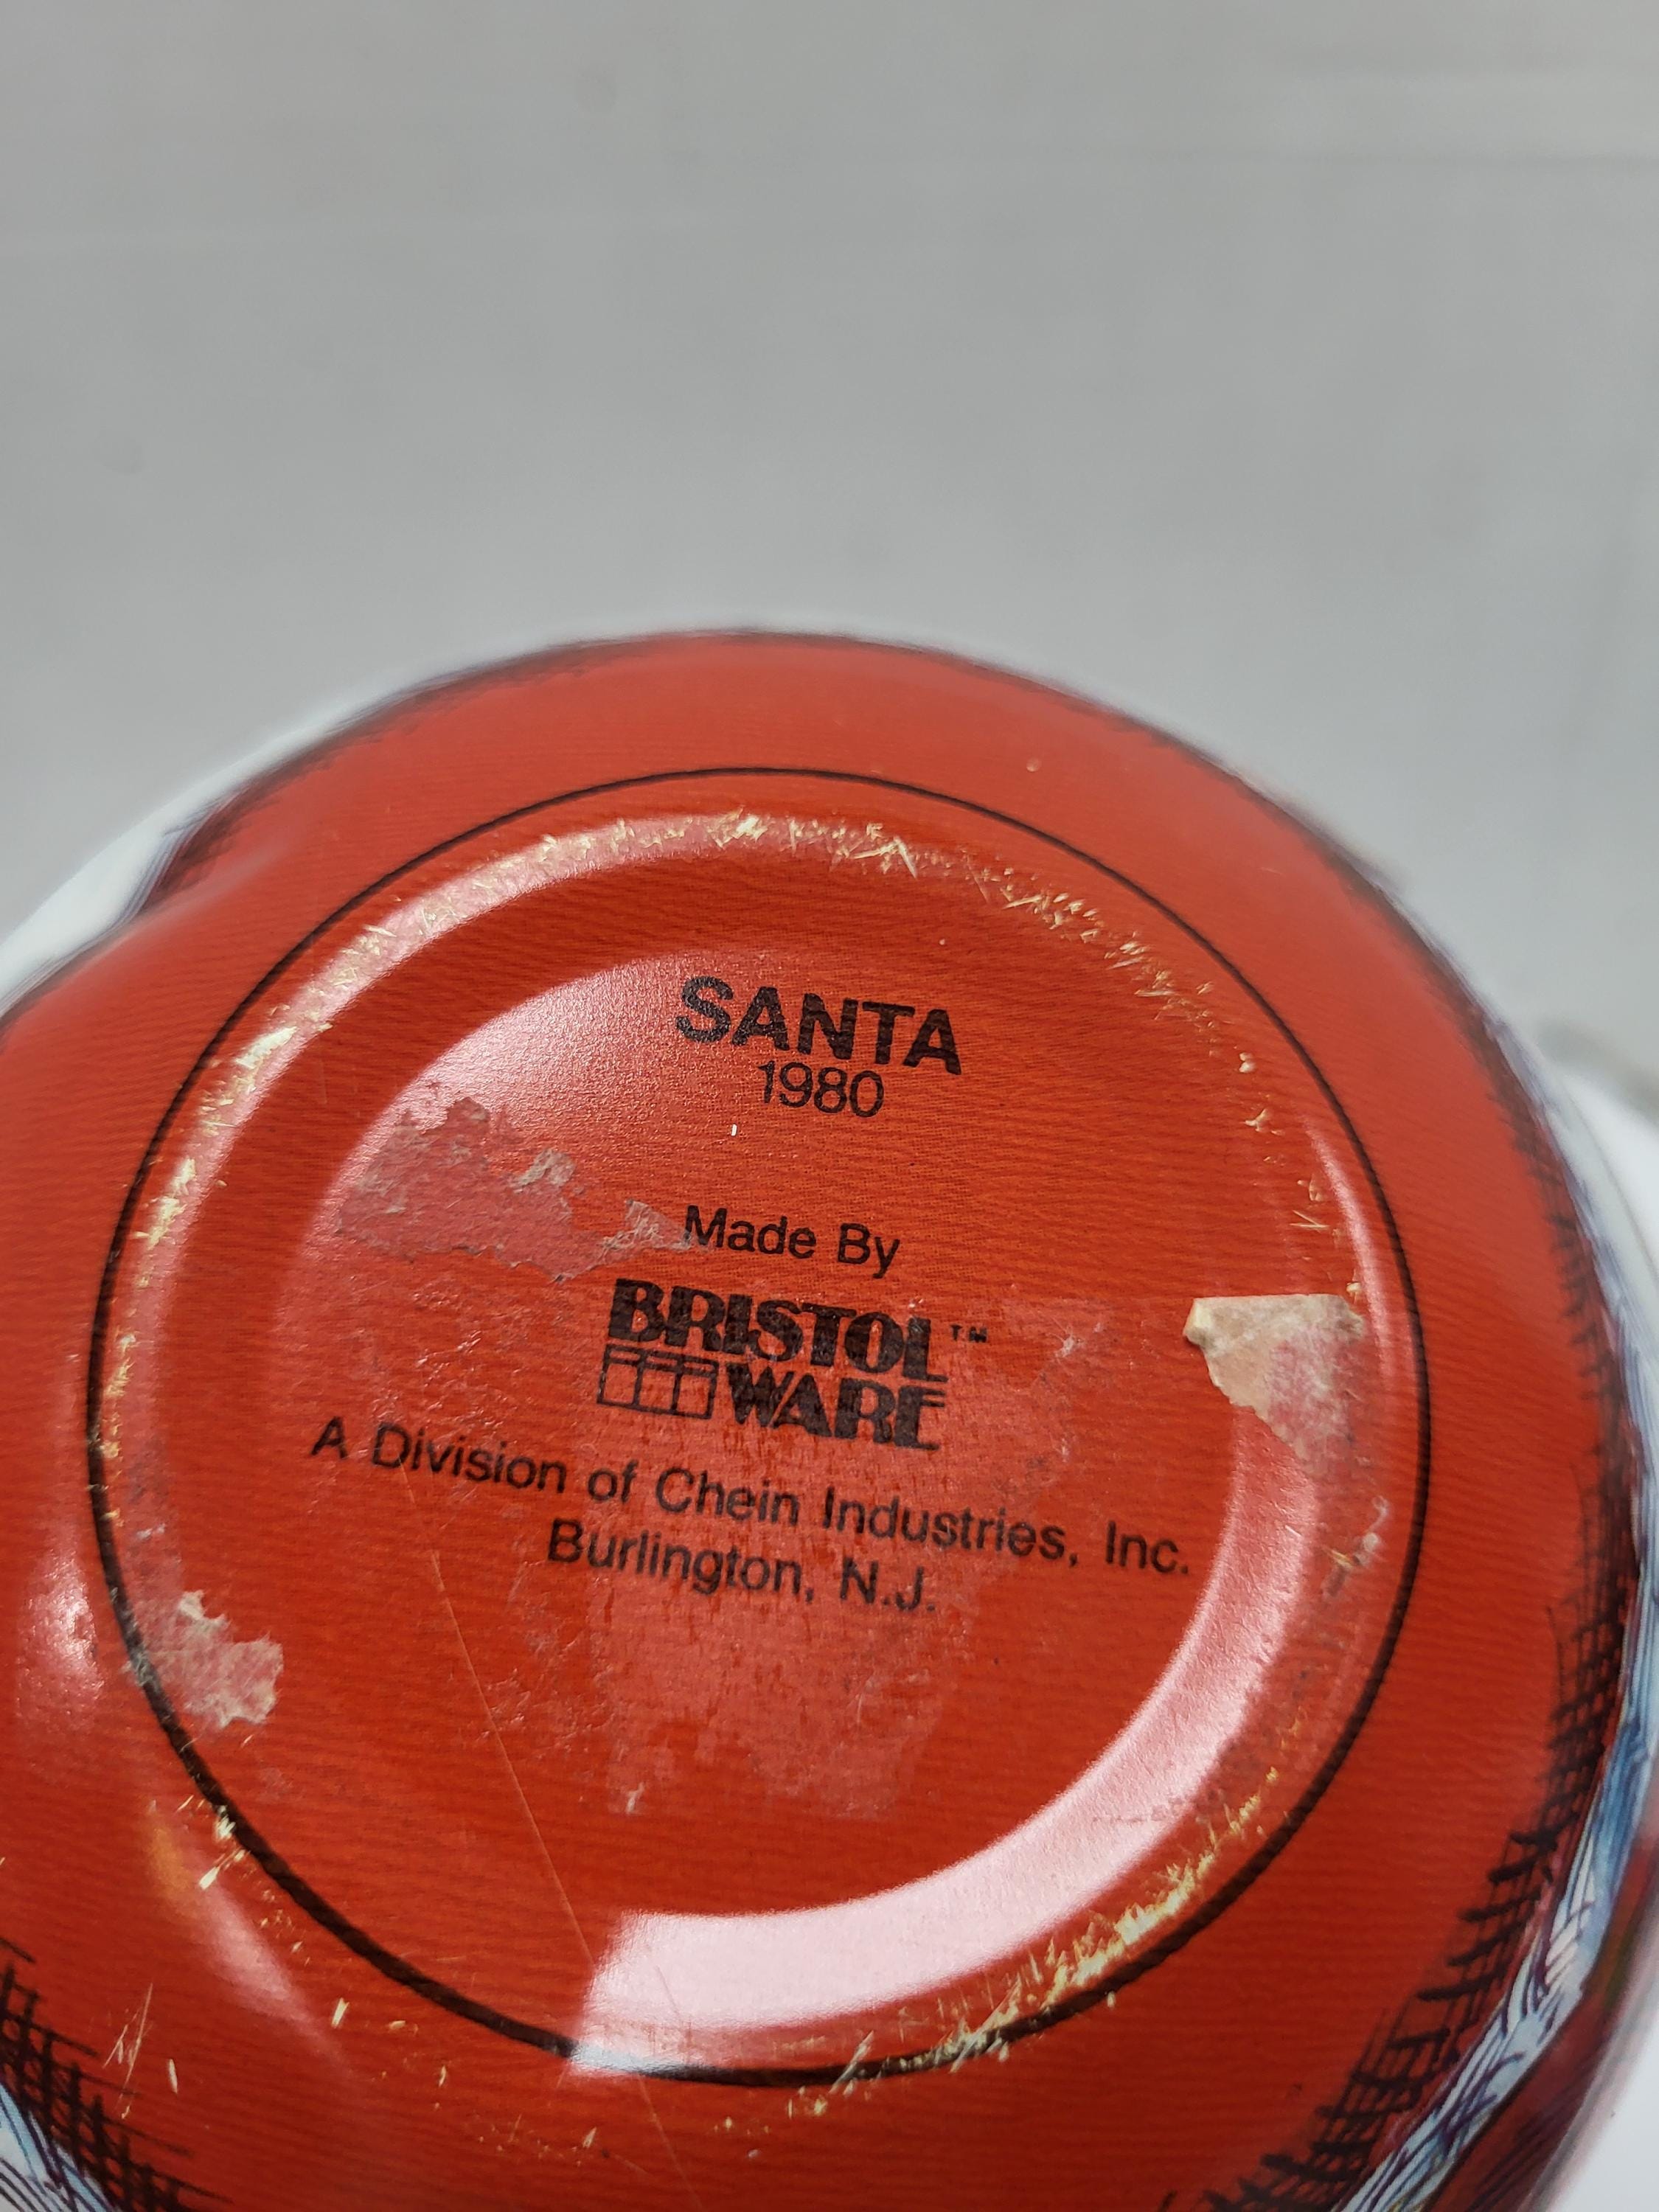 SANTA
1980
Made By
BRISTOL™
WARE
A Division of Chein Industries, Inc.
Burlington, N.J.